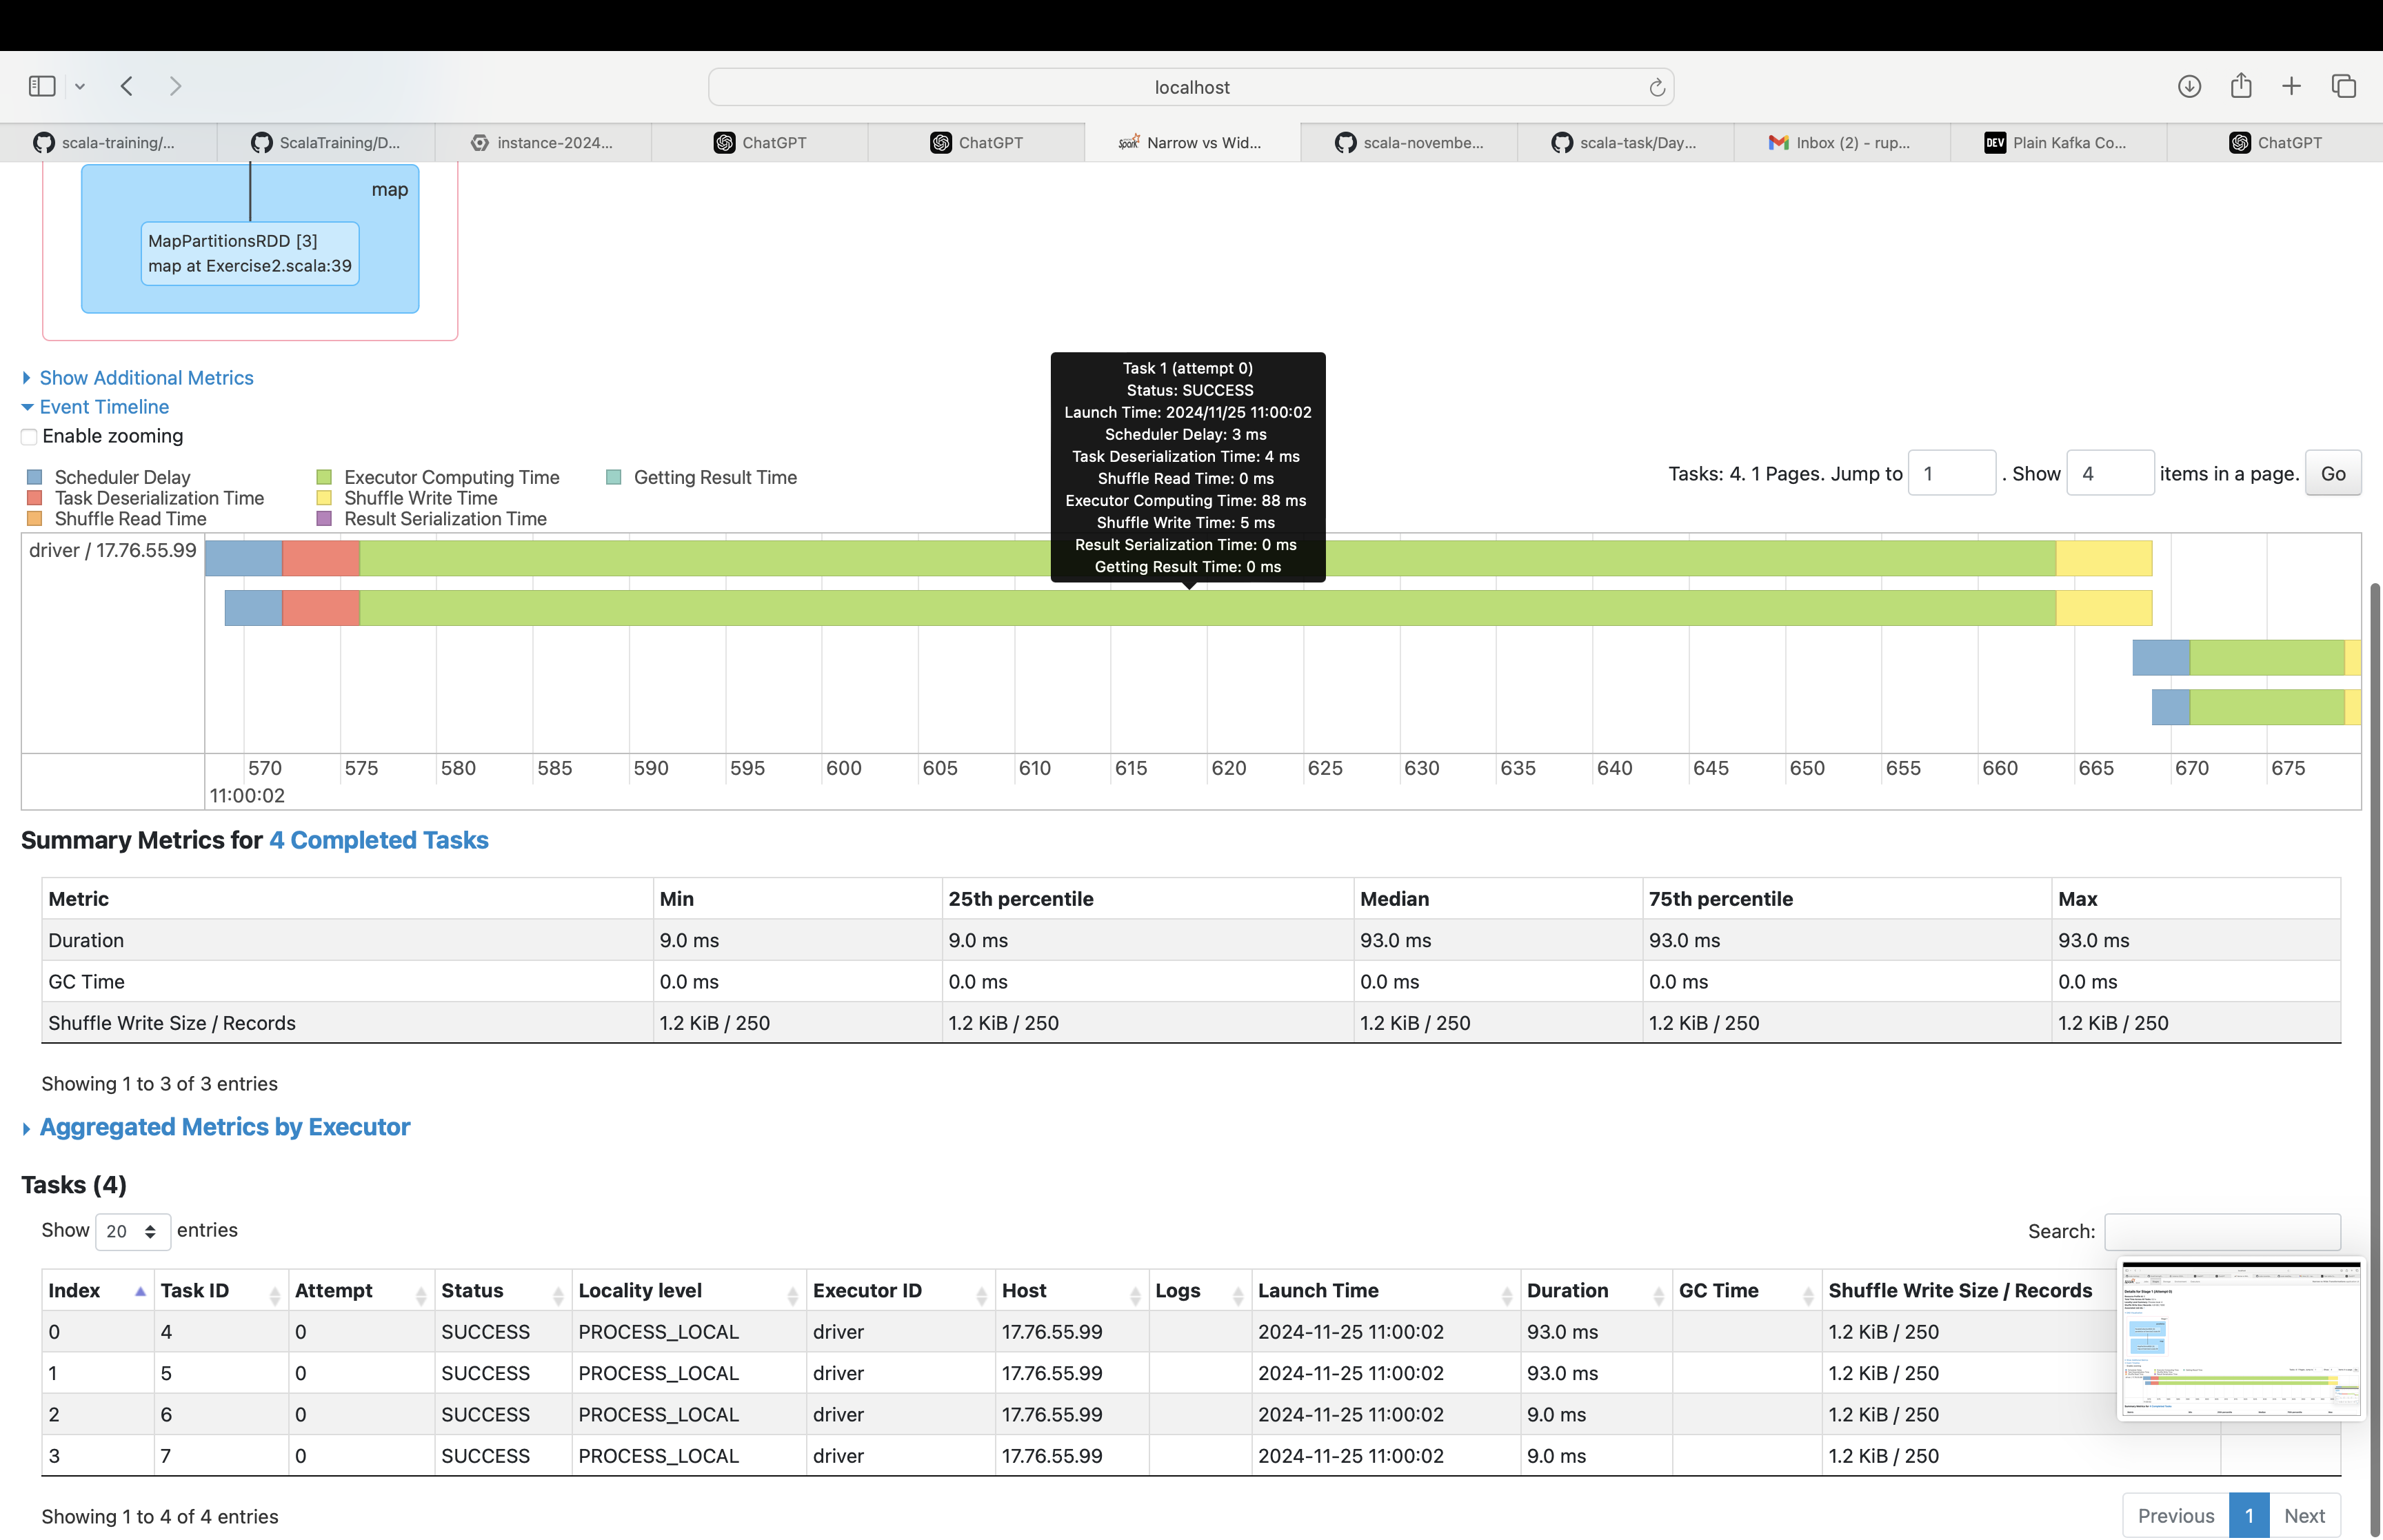 localhost
scala-training/...
ScalaTraining/D...
instance-2024...
ChatGPT
ChatGPT
Spark Narrow vs Wid...
scala-novembe...
scala-task/Day...
Inbox (2) - rup...
DEV Plain Kafka Co...
ChatGPT
map
MapPartitionsRDD [3]
map at Exercise2.scala:39
Show Additional Metrics
Event Timeline
Enable zooming
Scheduler Delay
Task Deserialization Time
Shuffle Read Time
Executor Computing Time
Shuffle Write Time
Result Serialization Time
Getting Result Time
Task 1 (attempt 0)
Status: SUCCESS
Launch Time: 2024/11/25 11:00:02
Scheduler Delay: 3 ms
Task Deserialization Time: 4 ms
Shuffle Read Time: 0 ms
Executor Computing Time: 88 ms
Shuffle Write Time: 5 ms
Result Serialization Time: 0 ms
Getting Result Time: 0 ms
Tasks: 4. 1 Pages. Jump to 1 . Show 4 items in a page. Go
driver / 17.76.55.99
570 575 580 585 590 595 600 605 610 615 620 625 630 635 640 645 650 655 660 665 670 675
11:00:02
Summary Metrics for 4 Completed Tasks
Metric Min 25th percentile Median 75th percentile Max
Duration 9.0 ms 9.0 ms 93.0 ms 93.0 ms 93.0 ms
GC Time 0.0 ms 0.0 ms 0.0 ms 0.0 ms 0.0 ms
Shuffle Write Size / Records 1.2 KiB / 250 1.2 KiB / 250 1.2 KiB / 250 1.2 KiB / 250 1.2 KiB / 250
Showing 1 to 3 of 3 entries
Aggregated Metrics by Executor
Tasks (4)
Show 20 entries
Search:
Index Task ID Attempt Status Locality level Executor ID Host Logs Launch Time Duration GC Time Shuffle Write Size / Records
0 4 0 SUCCESS PROCESS_LOCAL driver 17.76.55.99 2024-11-25 11:00:02 93.0 ms 1.2 KiB / 250
1 5 0 SUCCESS PROCESS_LOCAL driver 17.76.55.99 2024-11-25 11:00:02 93.0 ms 1.2 KiB / 250
2 6 0 SUCCESS PROCESS_LOCAL driver 17.76.55.99 2024-11-25 11:00:02 9.0 ms 1.2 KiB / 250
3 7 0 SUCCESS PROCESS_LOCAL driver 17.76.55.99 2024-11-25 11:00:02 9.0 ms 1.2 KiB / 250
Showing 1 to 4 of 4 entries
Previous 1 Next